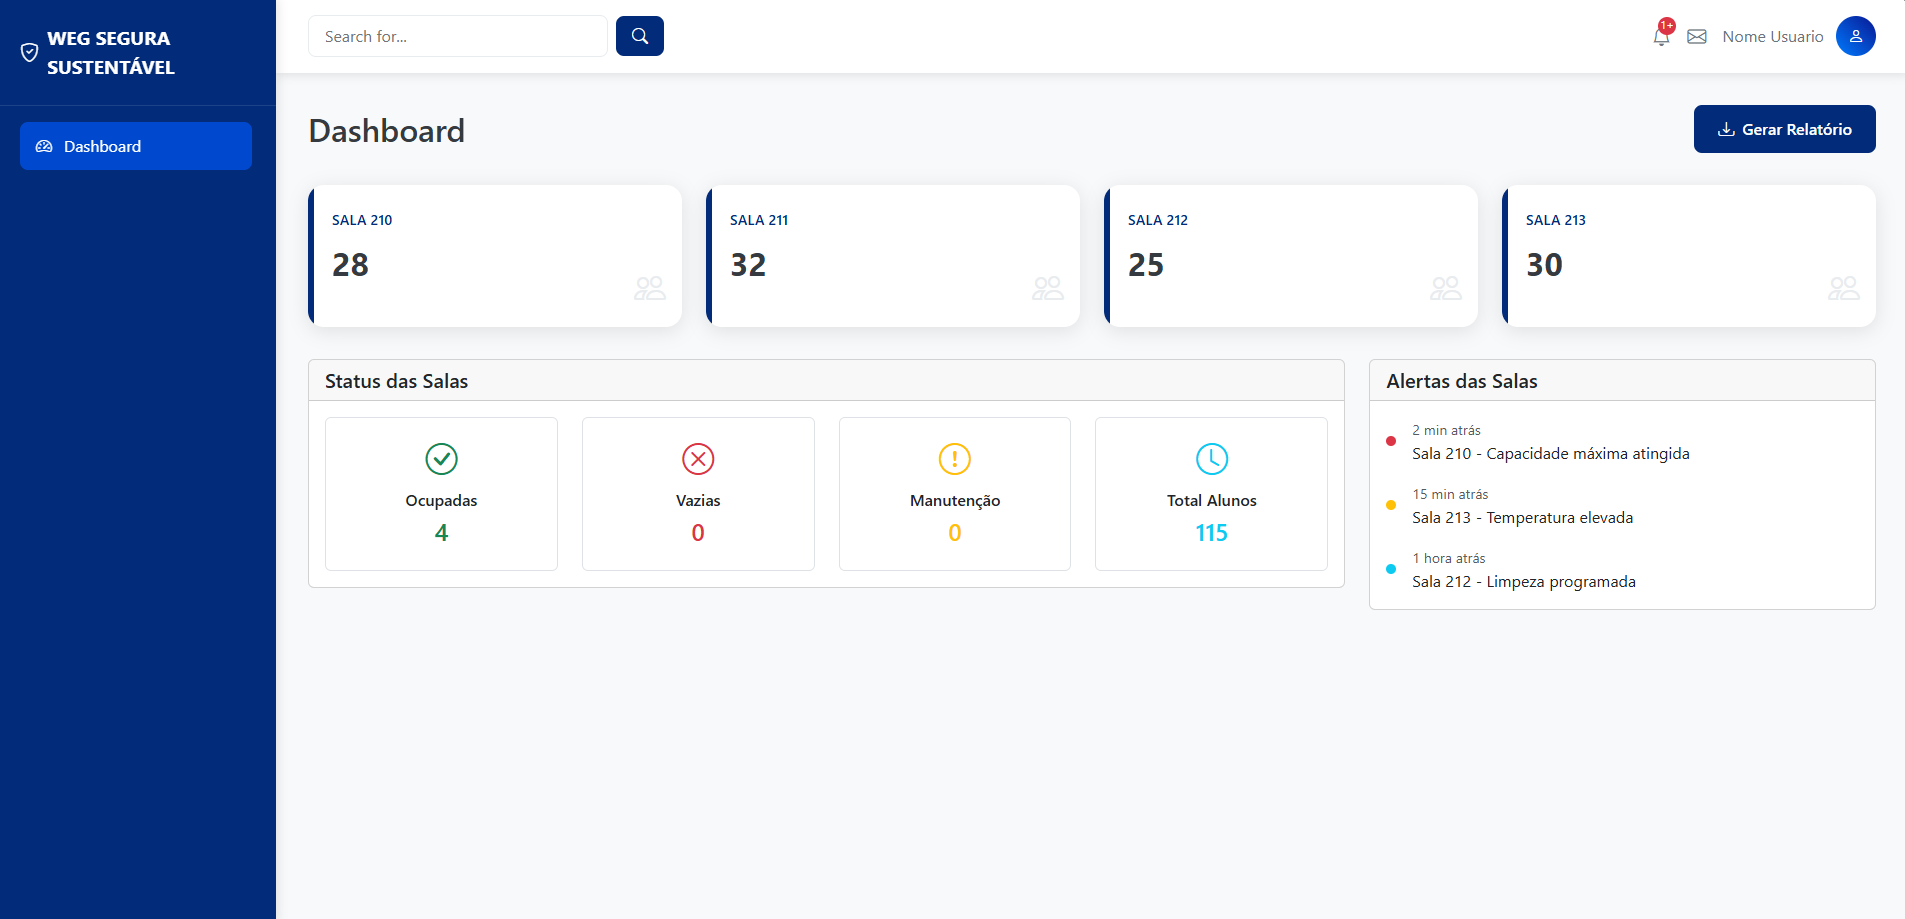 WEG SEGURA
SUSTENTÁVEL
Dashboard
Search for...
1+
Nome Usuario
Dashboard
Gerar Relatório
SALA 210
28
SALA 211
32
SALA 212
25
SALA 213
30
Status das Salas
Ocupadas
4
Vazias
0
Manutenção
0
Total Alunos
115
Alertas das Salas
2 min atrás
Sala 210 - Capacidade máxima atingida
15 min atrás
Sala 213 - Temperatura elevada
1 hora atrás
Sala 212 - Limpeza programada